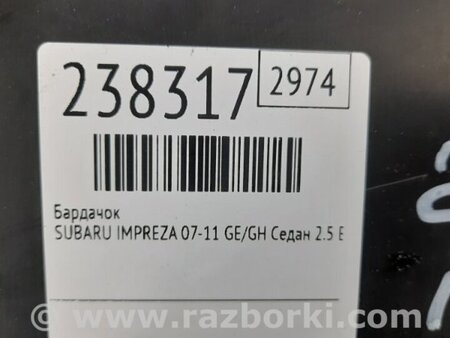 238317 2974
Бардачок
SUBARU IMPREZA 07-11 GE/GH Седан 2.5 E
www.razborki.com